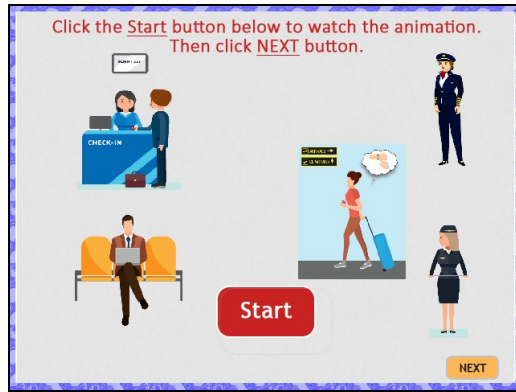 Click the Start button below to watch the animation.
Then click NEXT button.
CHECK-IN
Start
NEXT